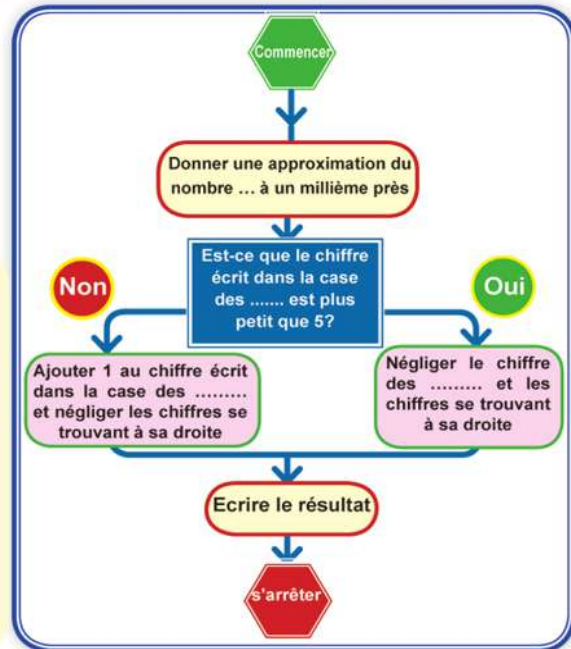 Commencer
Donner une approximation du
nombre ... à un millième près
Est-ce que le chiffre
écrit dans la case
des ....... est plus
petit que 5?
Non
Oui
Ajouter 1 au chiffre écrit
dans la case des .........
et négliger les chiffres se
trouvant à sa droite
Négliger le chiffre
des ......... et les
chiffres se trouvant
à sa droite
Ecrire le résultat
s'arrêter